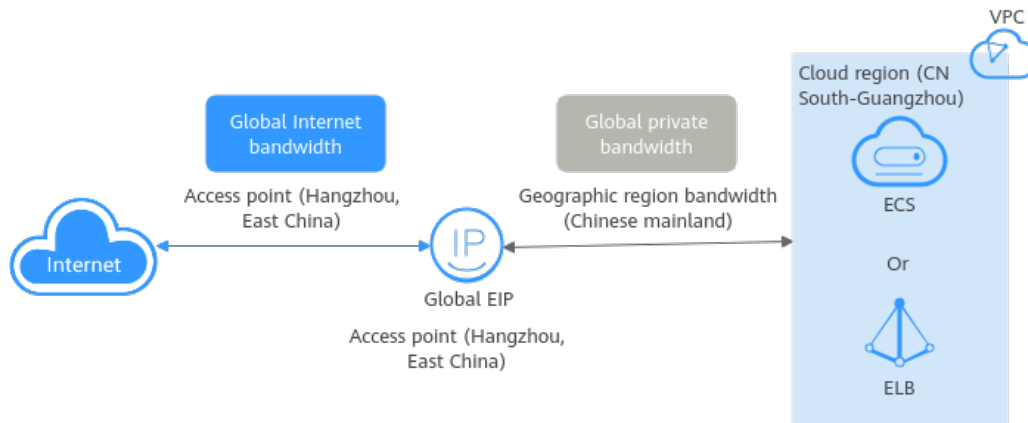 VPC
Cloud region (CN
South-Guangzhou)
Global Internet
bandwidth
Global private
bandwidth
Access point (Hangzhou,
East China)
Geographic region bandwidth
(Chinese mainland)
ECS
Internet
IP
Or
Global EIP
Access point (Hangzhou,
East China)
ELB